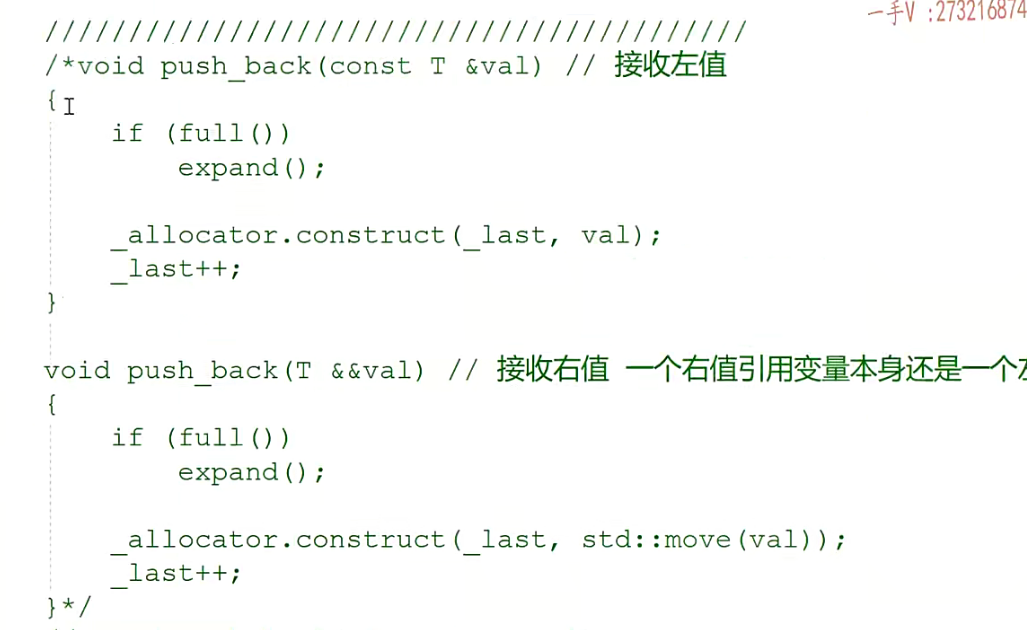 一手V :273216874
//////////////////////////////////////////
/*void push_back(const T &val) // 接收左值
{
if (full())
expand();
_allocator.construct(_last, val);
_last++;
}
void push_back(T &&val) // 接收右值 一个右值引用变量本身还是一个
{
if (full())
expand();
_allocator.construct(_last, std::move(val));
_last++;
}*/